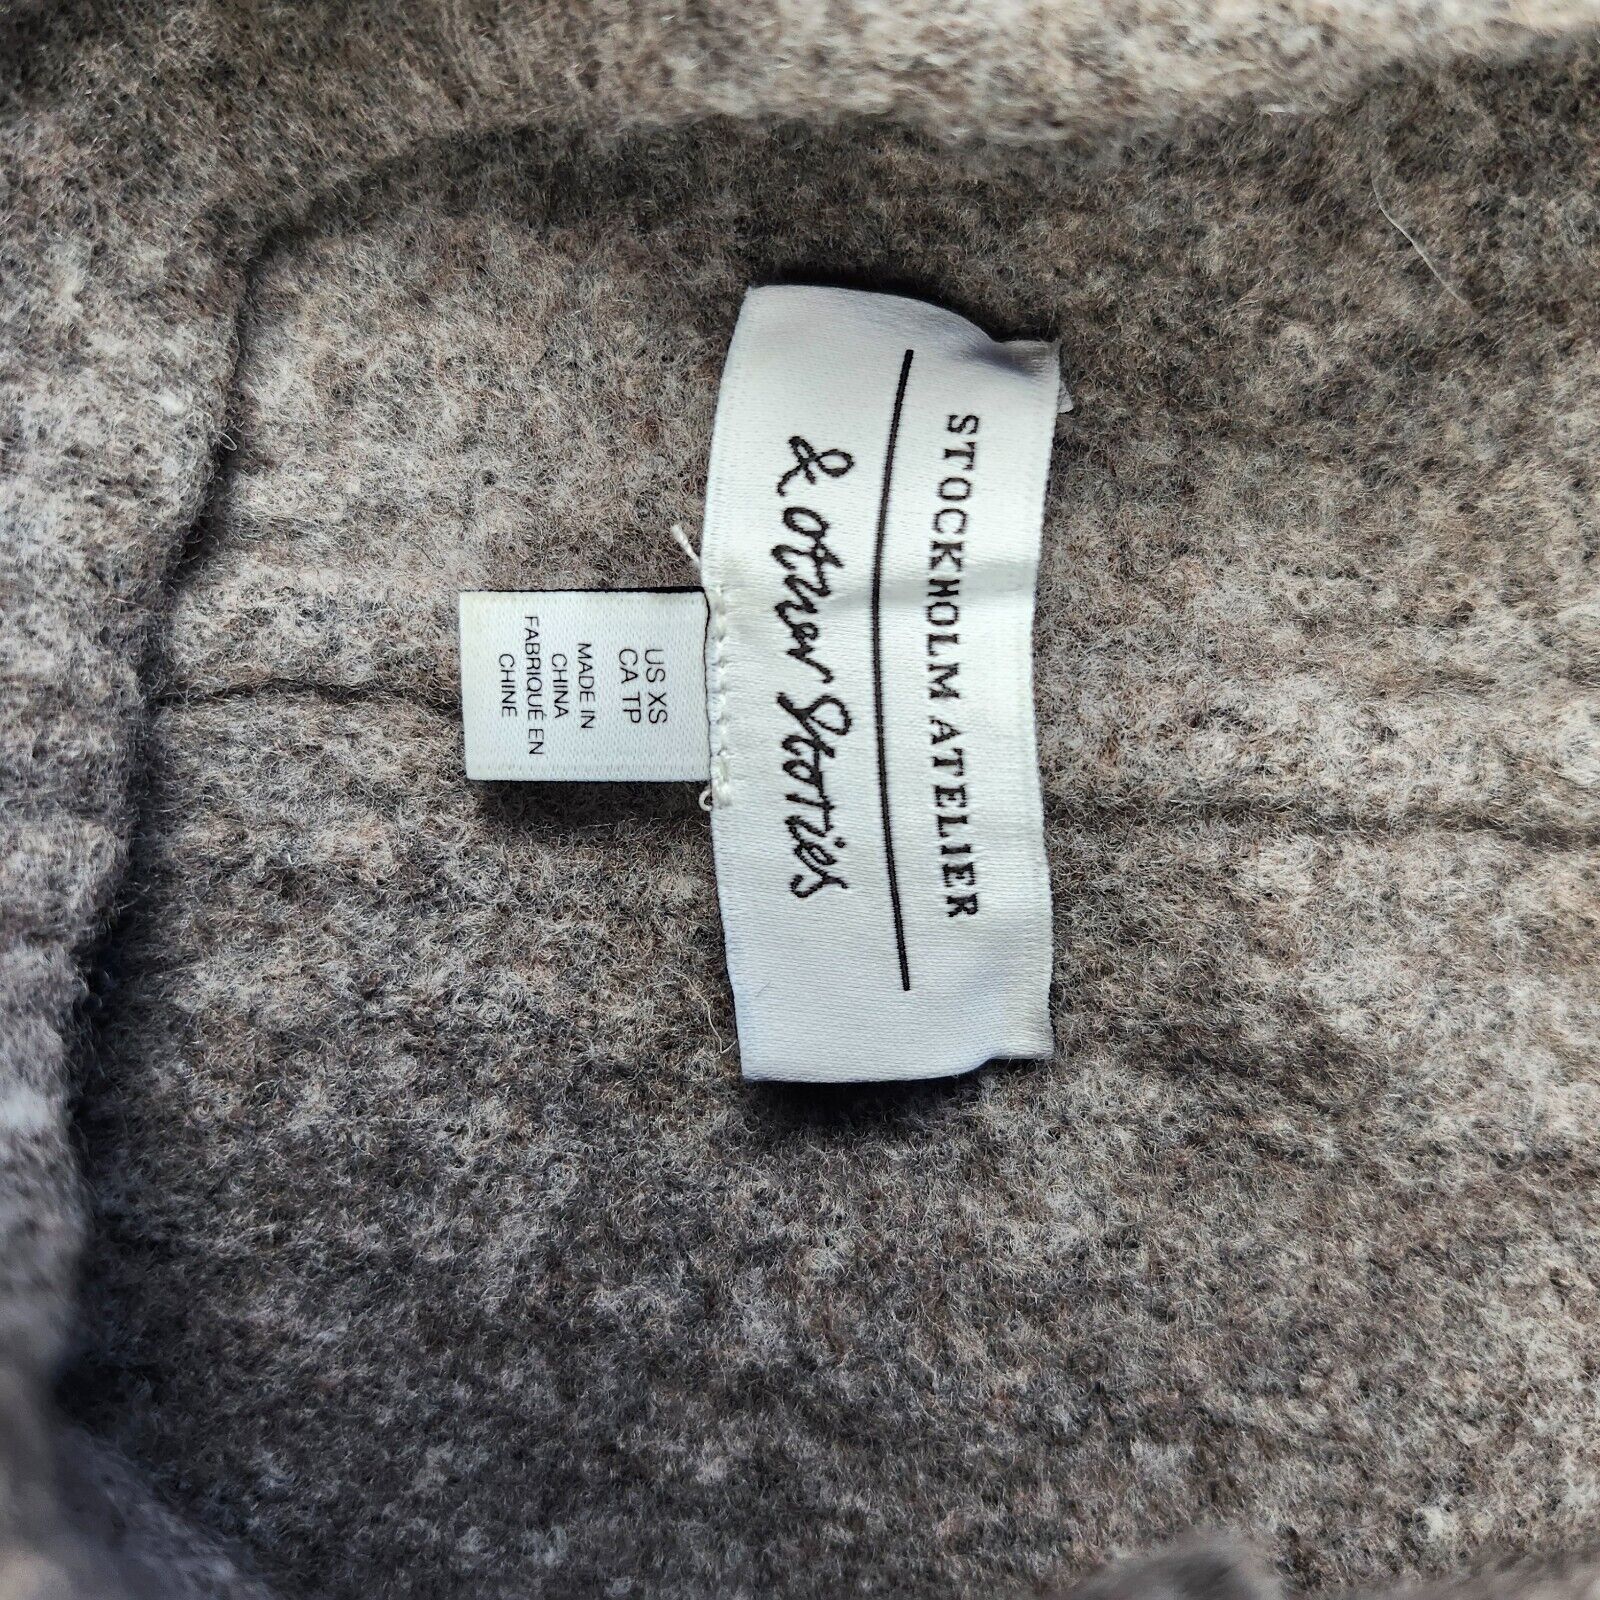 STOCKHOLM ATELIER
& other Stories
US XS
CA TP
MADE IN
CHINA
FABRIQUÉ EN
CHINE